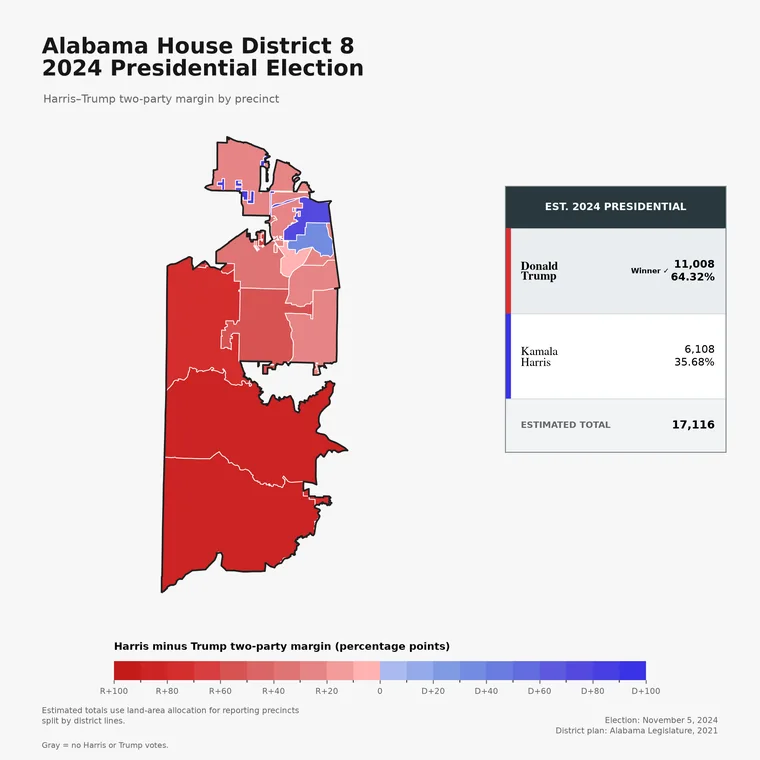 Alabama House District 8
2024 Presidential Election
Harris–Trump two-party margin by precinct
EST. 2024 PRESIDENTIAL
Donald
Trump
Winner ✓ 11,008
64.32%
Kamala
Harris
6,108
35.68%
ESTIMATED TOTAL 17,116
Harris minus Trump two-party margin (percentage points)
R+100 R+80 R+60 R+40 R+20 0 D+20 D+40 D+60 D+80 D+100
Estimated totals use land-area allocation for reporting precincts
split by district lines.
Gray = no Harris or Trump votes.
Election: November 5, 2024
District plan: Alabama Legislature, 2021